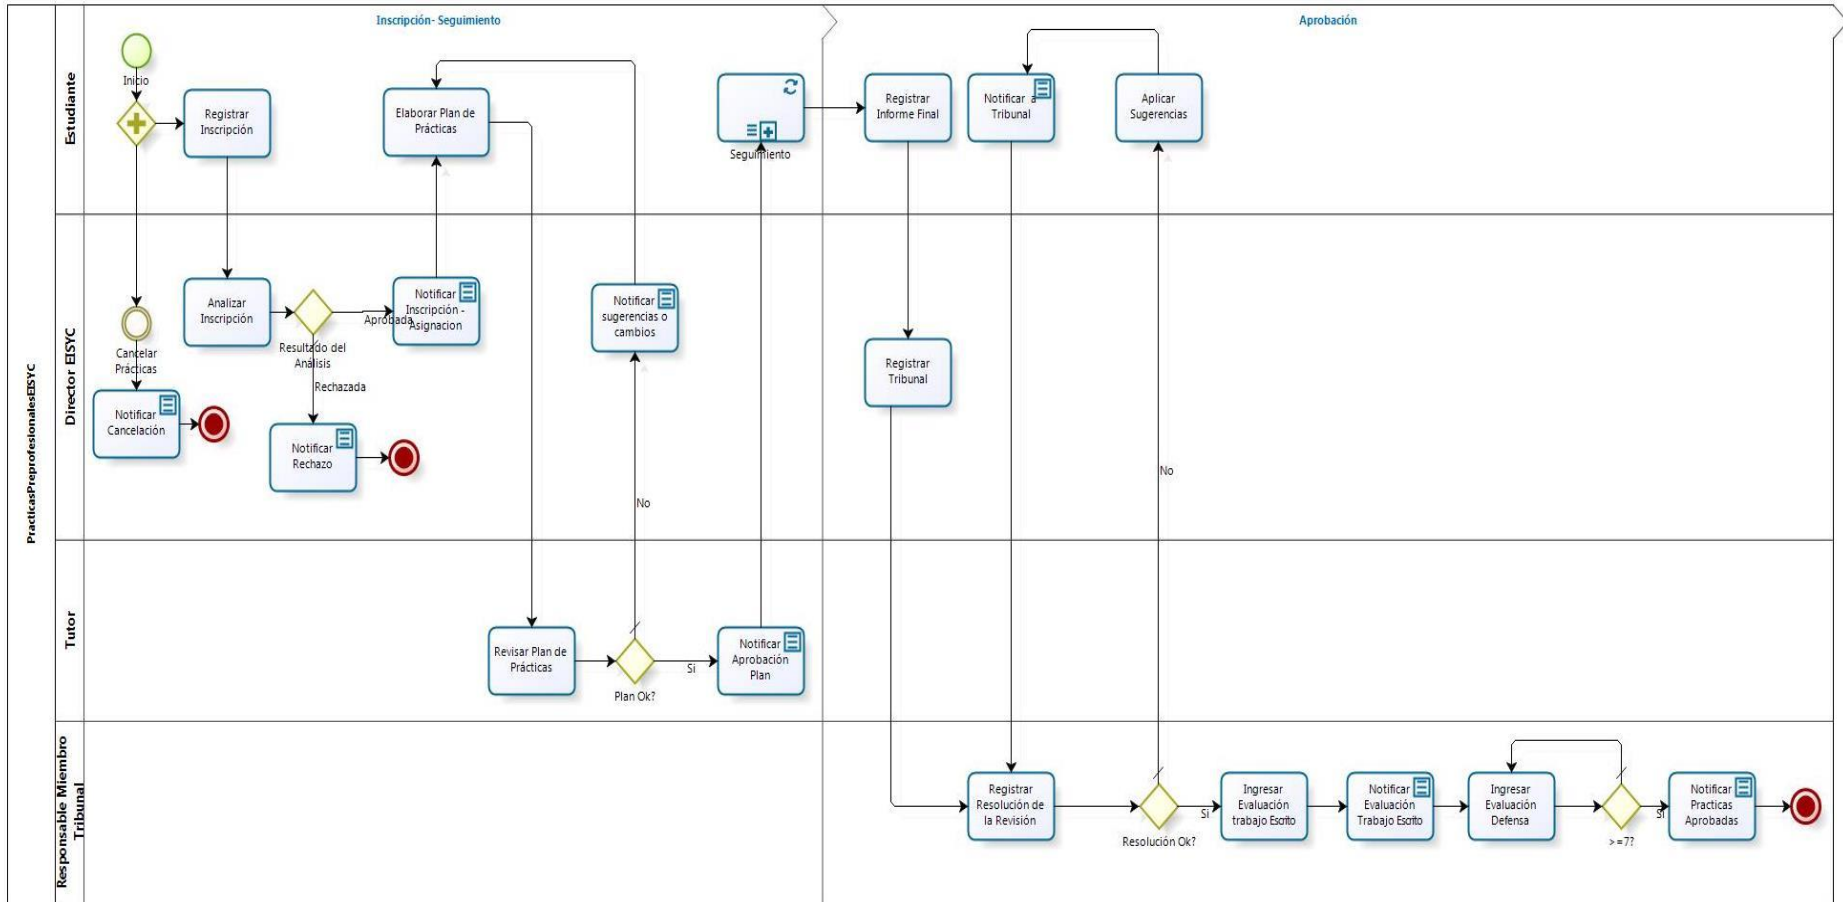 Inscripción- Seguimiento
Aprobación
PracticasPreprofesionalesEISYC
Estudiante
Inicio
Registrar
Inscripción
Elaborar Plan de
Prácticas
Seguimiento
Registrar
Informe Final
Notificar a
Tribunal
Aplicar
Sugerencias
Director EISYC
Cancelar
Prácticas
Notificar
Cancelación
Analizar
Inscripción
Resultado del
Análisis
Aprobada
Rechazada
Notificar
Inscripción -
Asignacion
Notificar
Rechazo
Notificar
sugerencias o
cambios
No
Registrar
Tribunal
No
Tutor
Revisar Plan de
Prácticas
Plan Ok?
Si
Notificar
Aprobación
Plan
Responsable Miembro
Tribunal
Registrar
Resolución de
la Revisión
Resolución Ok?
Si
Ingresar
Evaluación
trabajo Escrito
Notificar
Evaluación
Trabajo Escrito
Ingresar
Evaluación
Defensa
>=7?
Si
Notificar
Practicas
Aprobadas